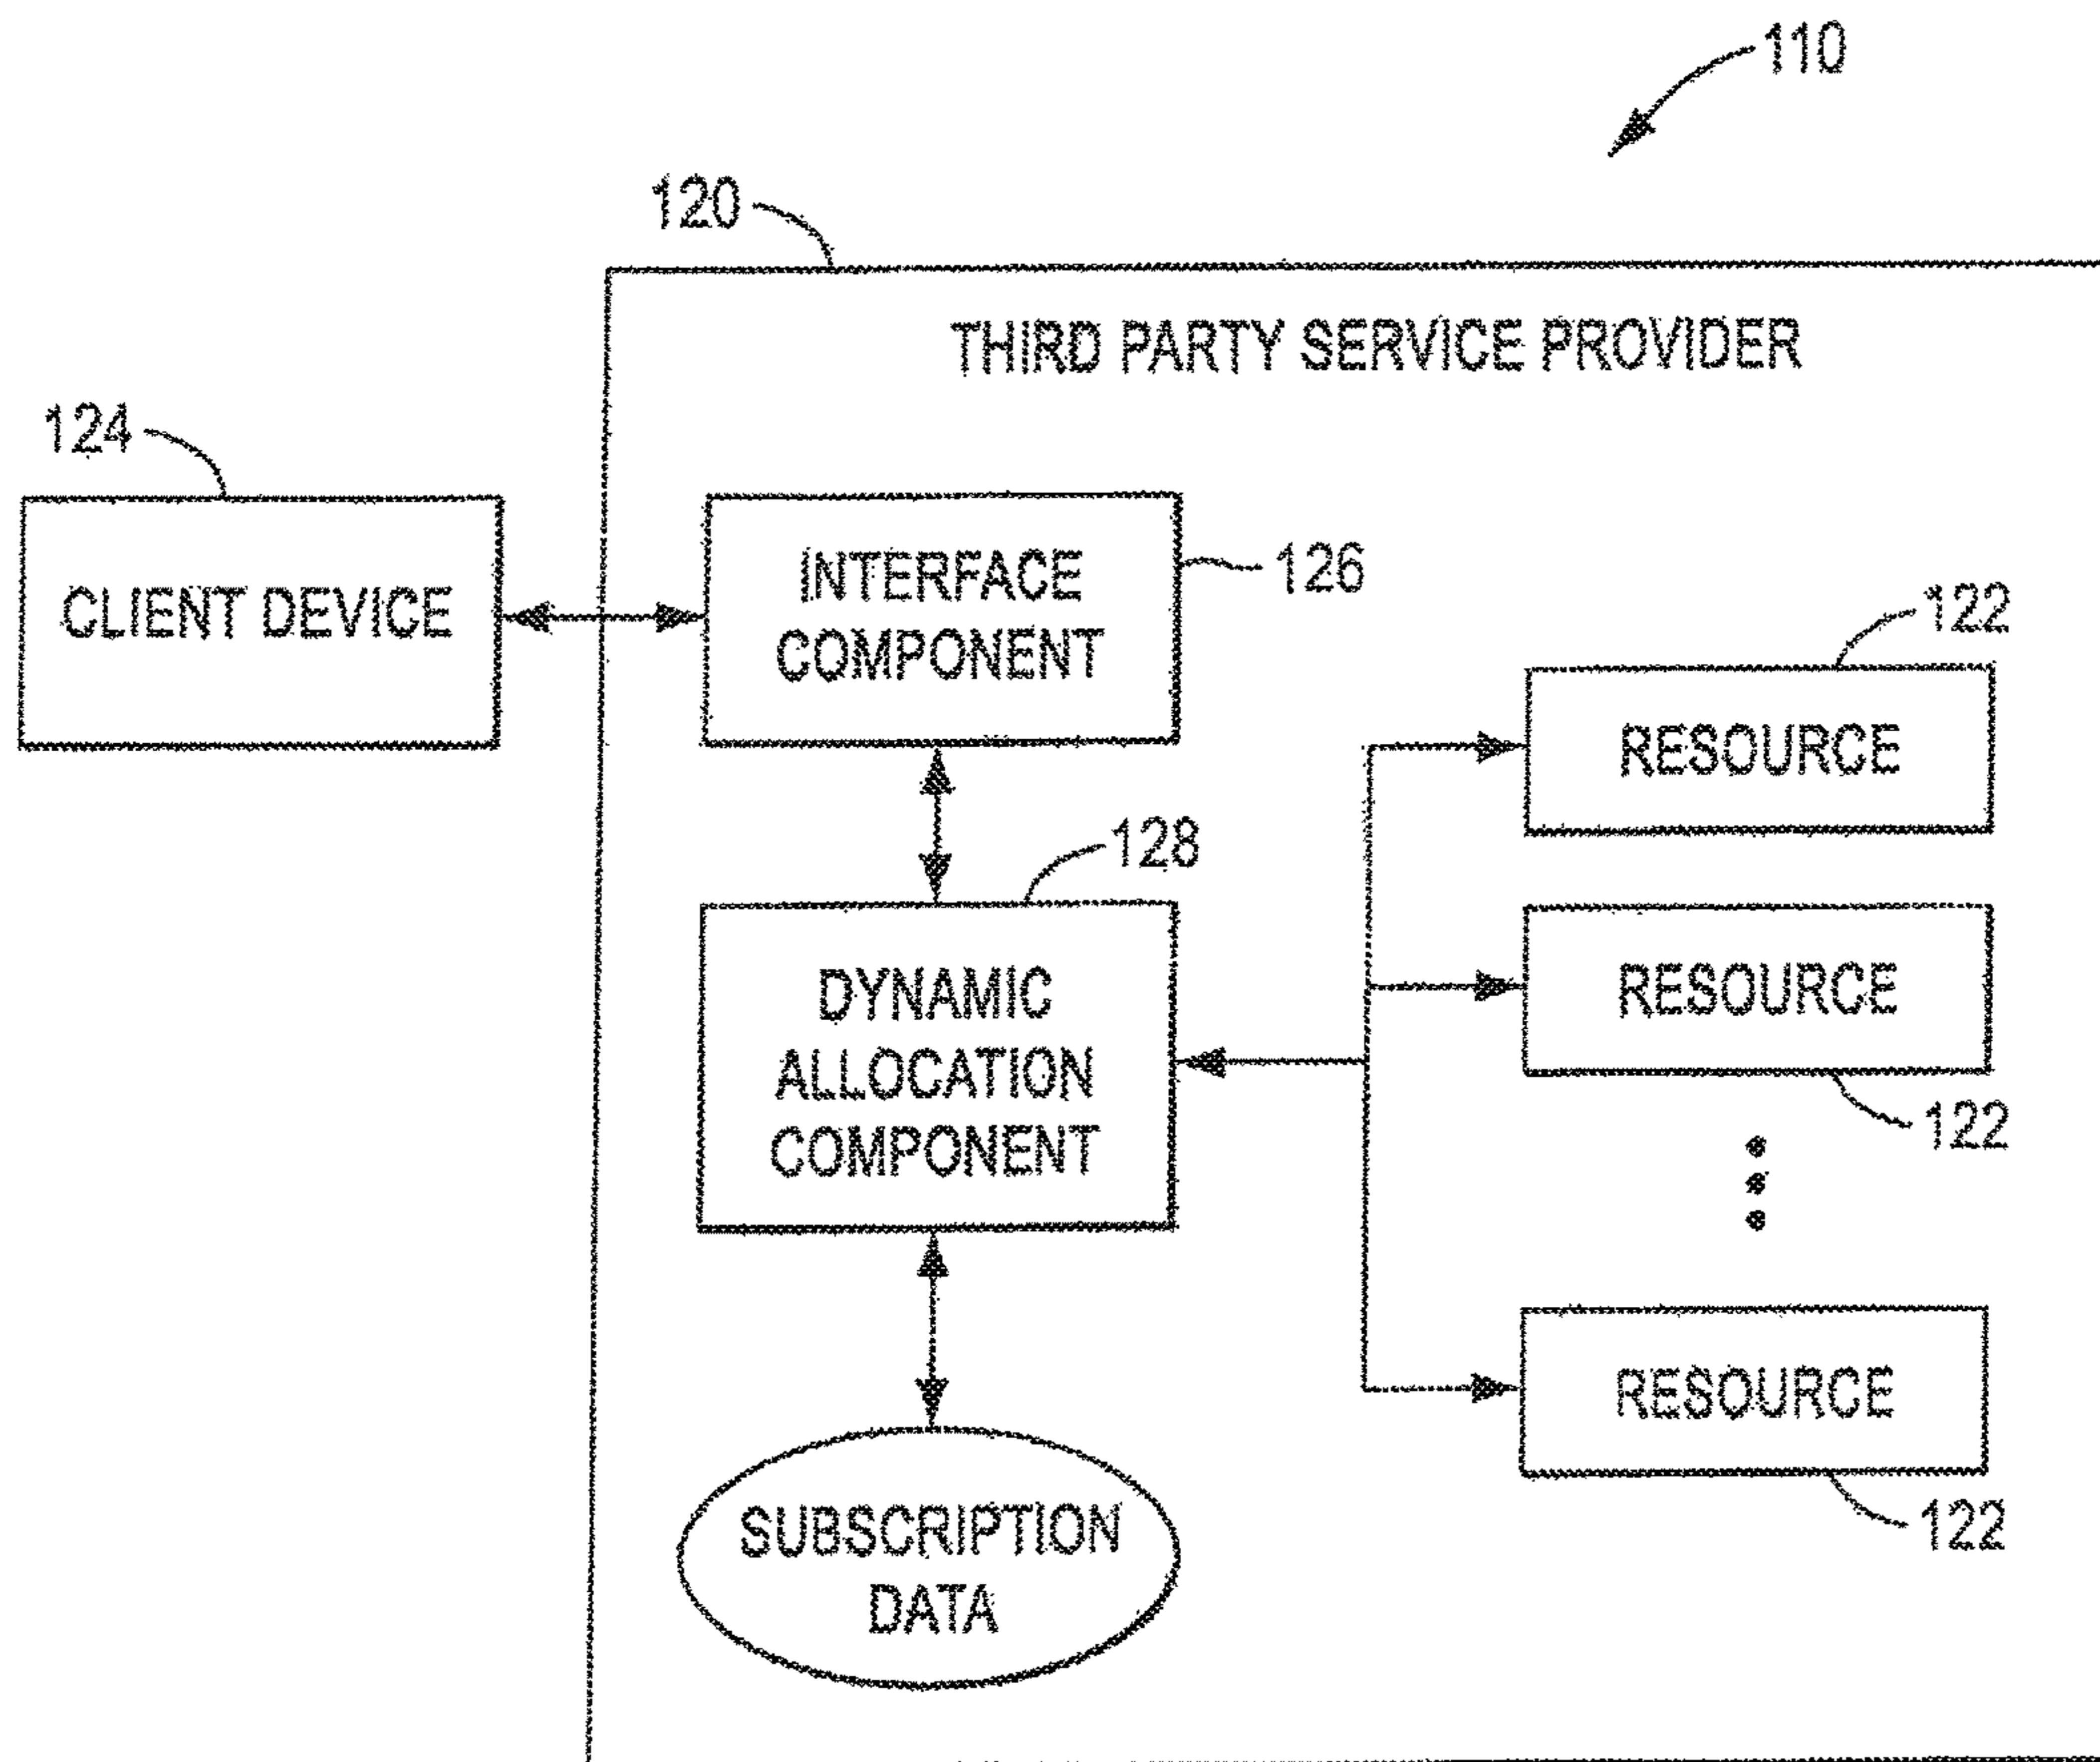 110
120
THIRD PARTY SERVICE PROVIDER
124
CLIENT DEVICE
INTERFACE
COMPONENT
126
122
RESOURCE
128
DYNAMIC
ALLOCATION
COMPONENT
RESOURCE
122
RESOURCE
122
SUBSCRIPTION
DATA